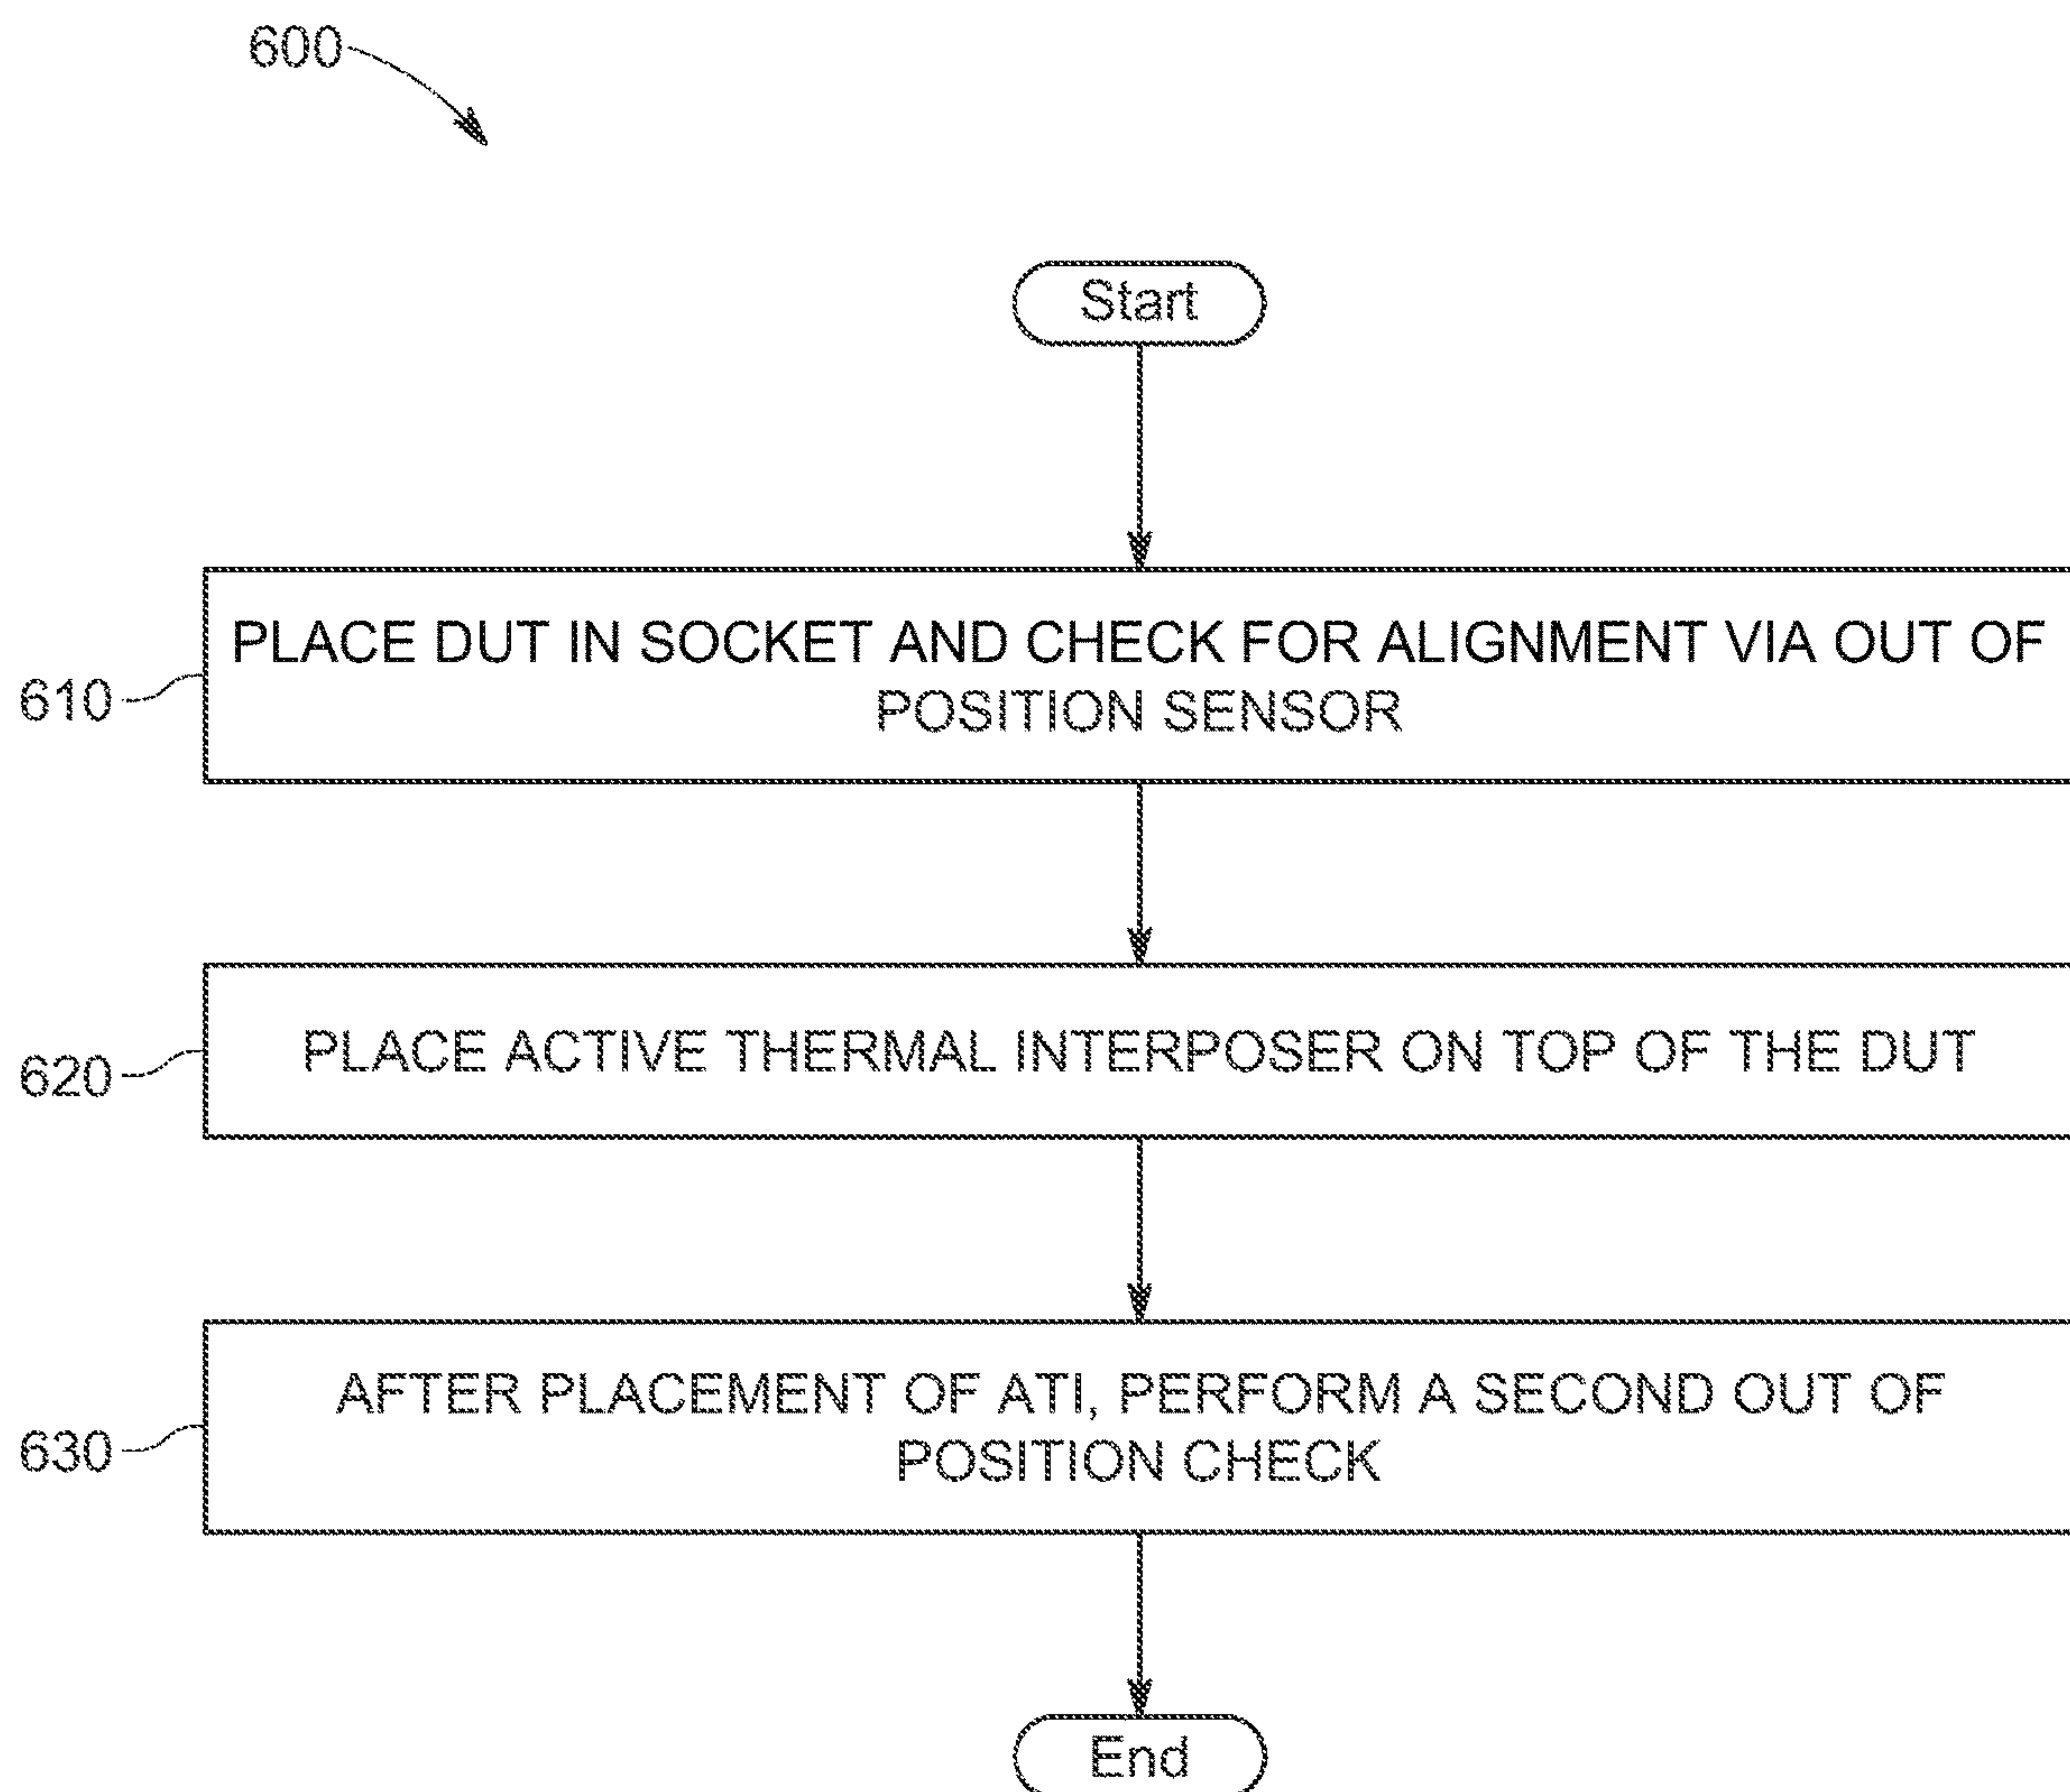 600
Start
610
PLACE DUT IN SOCKET AND CHECK FOR ALIGNMENT VIA OUT OF
POSITION SENSOR
620
PLACE ACTIVE THERMAL INTERPOSER ON TOP OF THE DUT
630
AFTER PLACEMENT OF ATI, PERFORM A SECOND OUT OF
POSITION CHECK
End